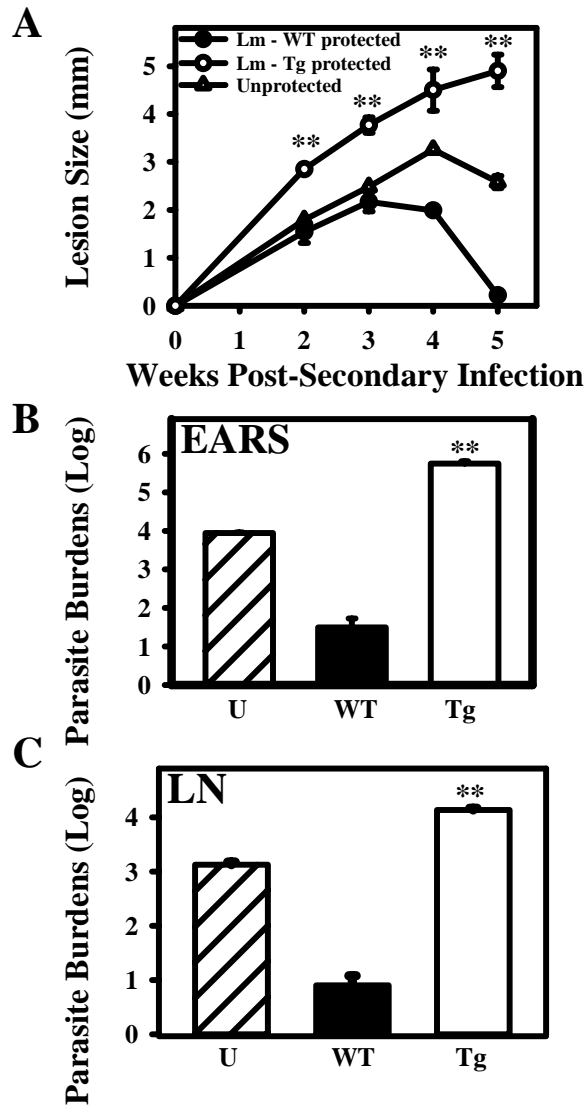 A
Lm - WT protected
Lm - Tg protected
Unprotected
** ** ** **
Lesion Size (mm)
5
4
3
2
1
0
0 1 2 3 4 5
Weeks Post-Secondary Infection
B
EARS
**
Parasite Burdens (Log)
6
5
4
3
2
1
0
U WT Tg
C
LN
**
Parasite Burdens (Log)
4
3
2
1
0
U WT Tg